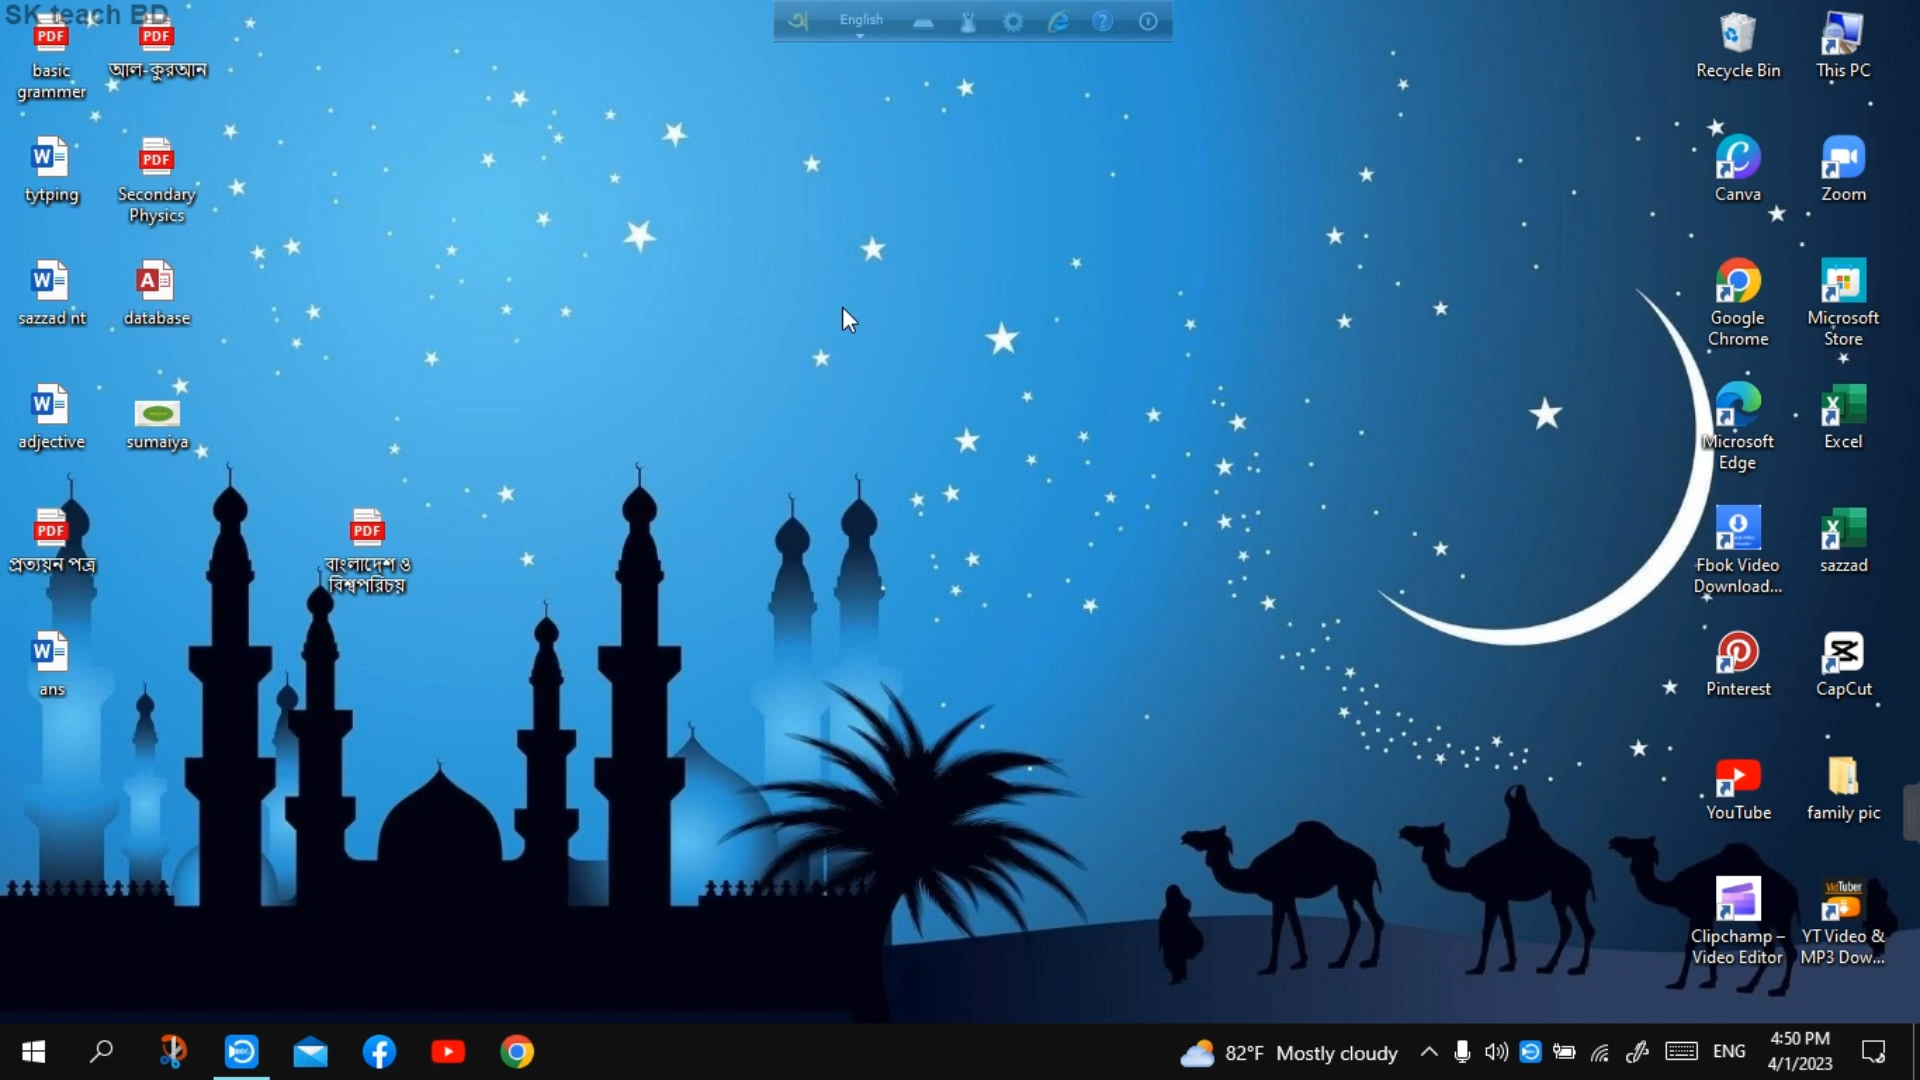 SK teach BD
English
PDF
basic
grammer
PDF
আল-কুরআন
Recycle Bin
This PC
tytping
PDF
Secondary
Physics
Canva
Zoom
sazzad nt
database
Google
Chrome
Microsoft
Store
adjective
sumaiya
Microsoft
Edge
Excel
PDF
প্রত্যয়ন পত্র
PDF
বাংলাদেশ ও
বিশ্বপরিচয়
Fbok Video
Download...
sazzad
ans
Pinterest
CapCut
YouTube
family pic
Clipchamp –
Video Editor
VidTuber
YT Video &
MP3 Dow...
82°F Mostly cloudy
ENG
4:50 PM
4/1/2023